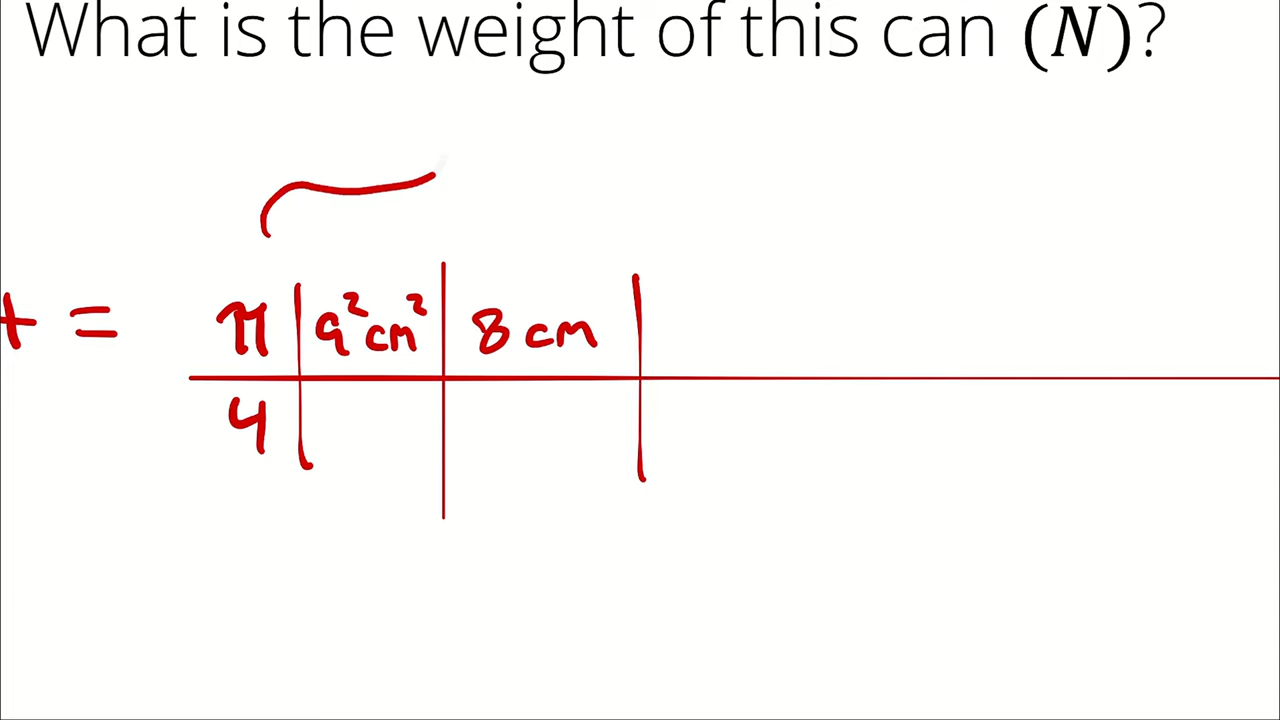 What is the weight of this can (N)?
t = π 9² cm² 8 cm
4